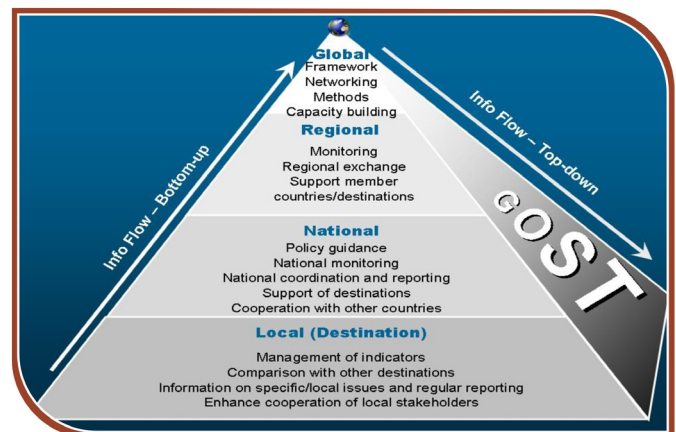 Global
Framework
Networking
Methods
Capacity building
Regional
Monitoring
Regional exchange
Support member
countries/destinations
National
Policy guidance
National monitoring
National coordination and reporting
Support of destinations
Cooperation with other countries
Local (Destination)
Management of indicators
Comparison with other destinations
Information on specific/local issues and regular reporting
Enhance cooperation of local stakeholders
Info Flow – Bottom-up
Info Flow – Top-down
GOST